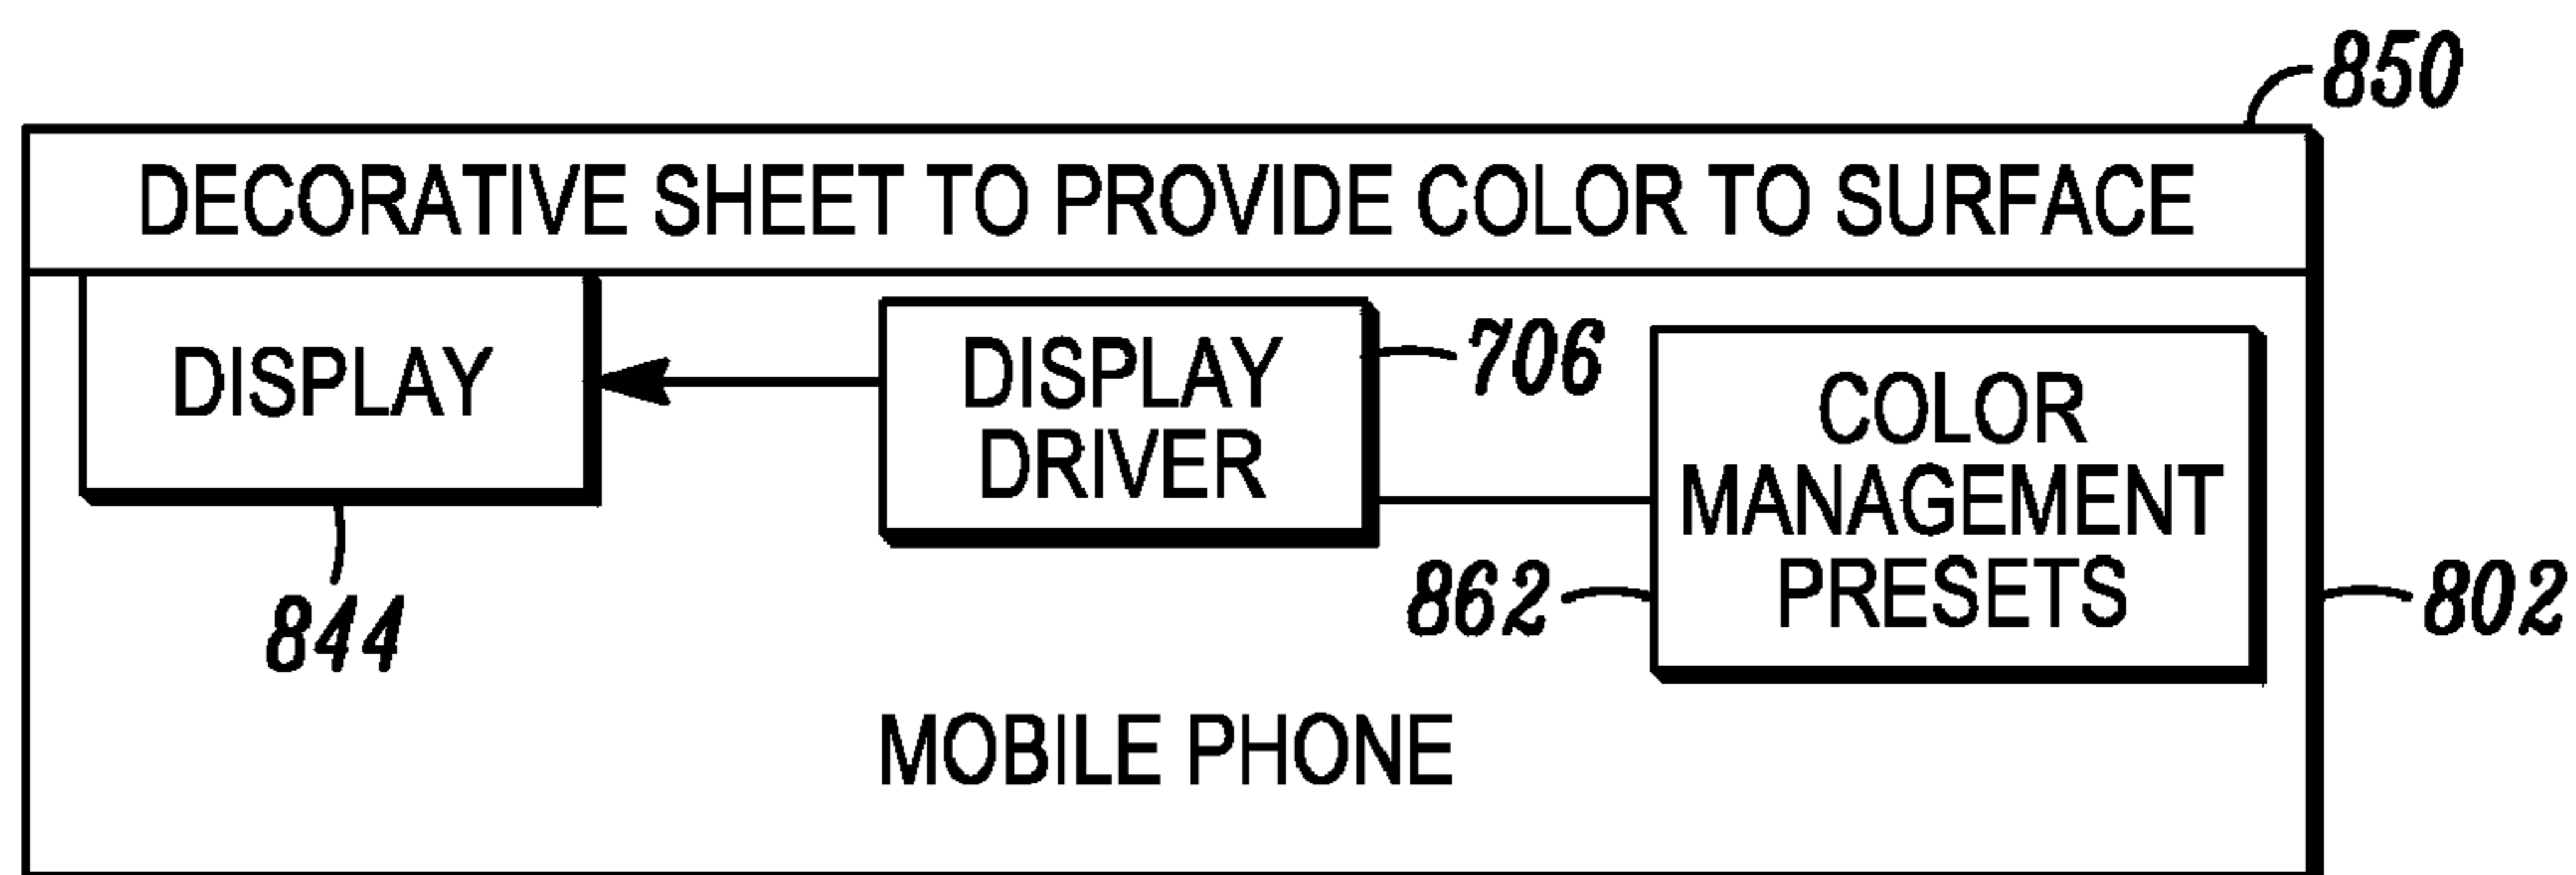 850
DECORATIVE SHEET TO PROVIDE COLOR TO SURFACE
DISPLAY
844
DISPLAY
DRIVER
706
COLOR
MANAGEMENT
PRESETS
862
802
MOBILE PHONE